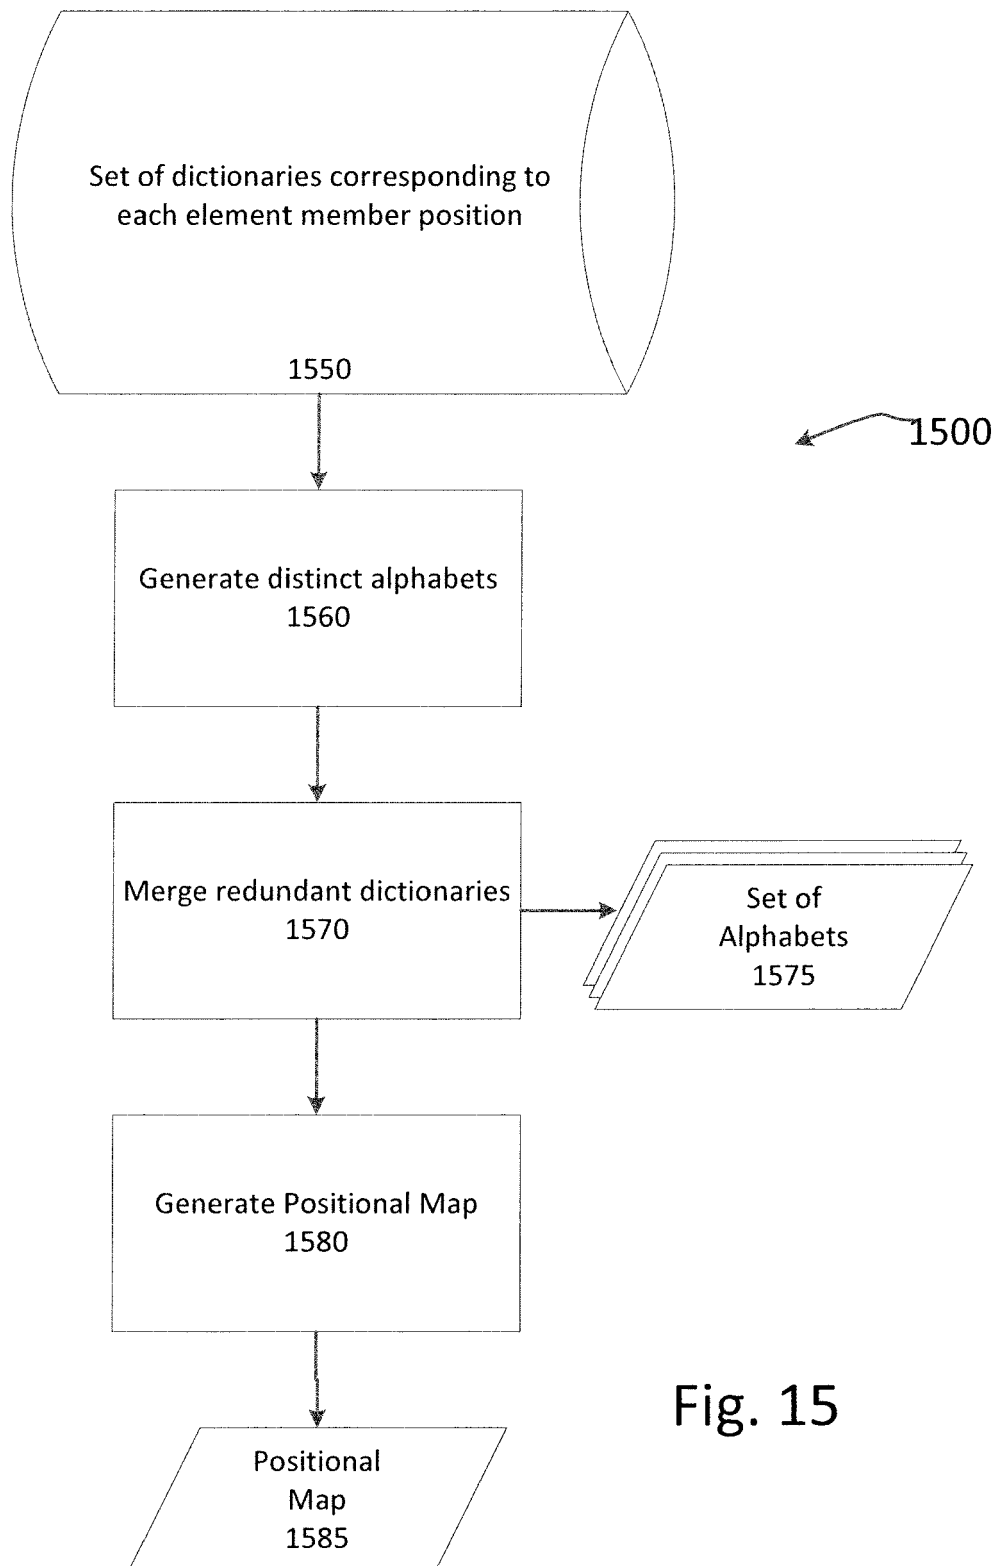 Set of dictionaries corresponding to
each element member position
1550
1500
Generate distinct alphabets
1560
Merge redundant dictionaries
1570
Set of
Alphabets
1575
Generate Positional Map
1580
Fig. 15
Positional
Map
1585